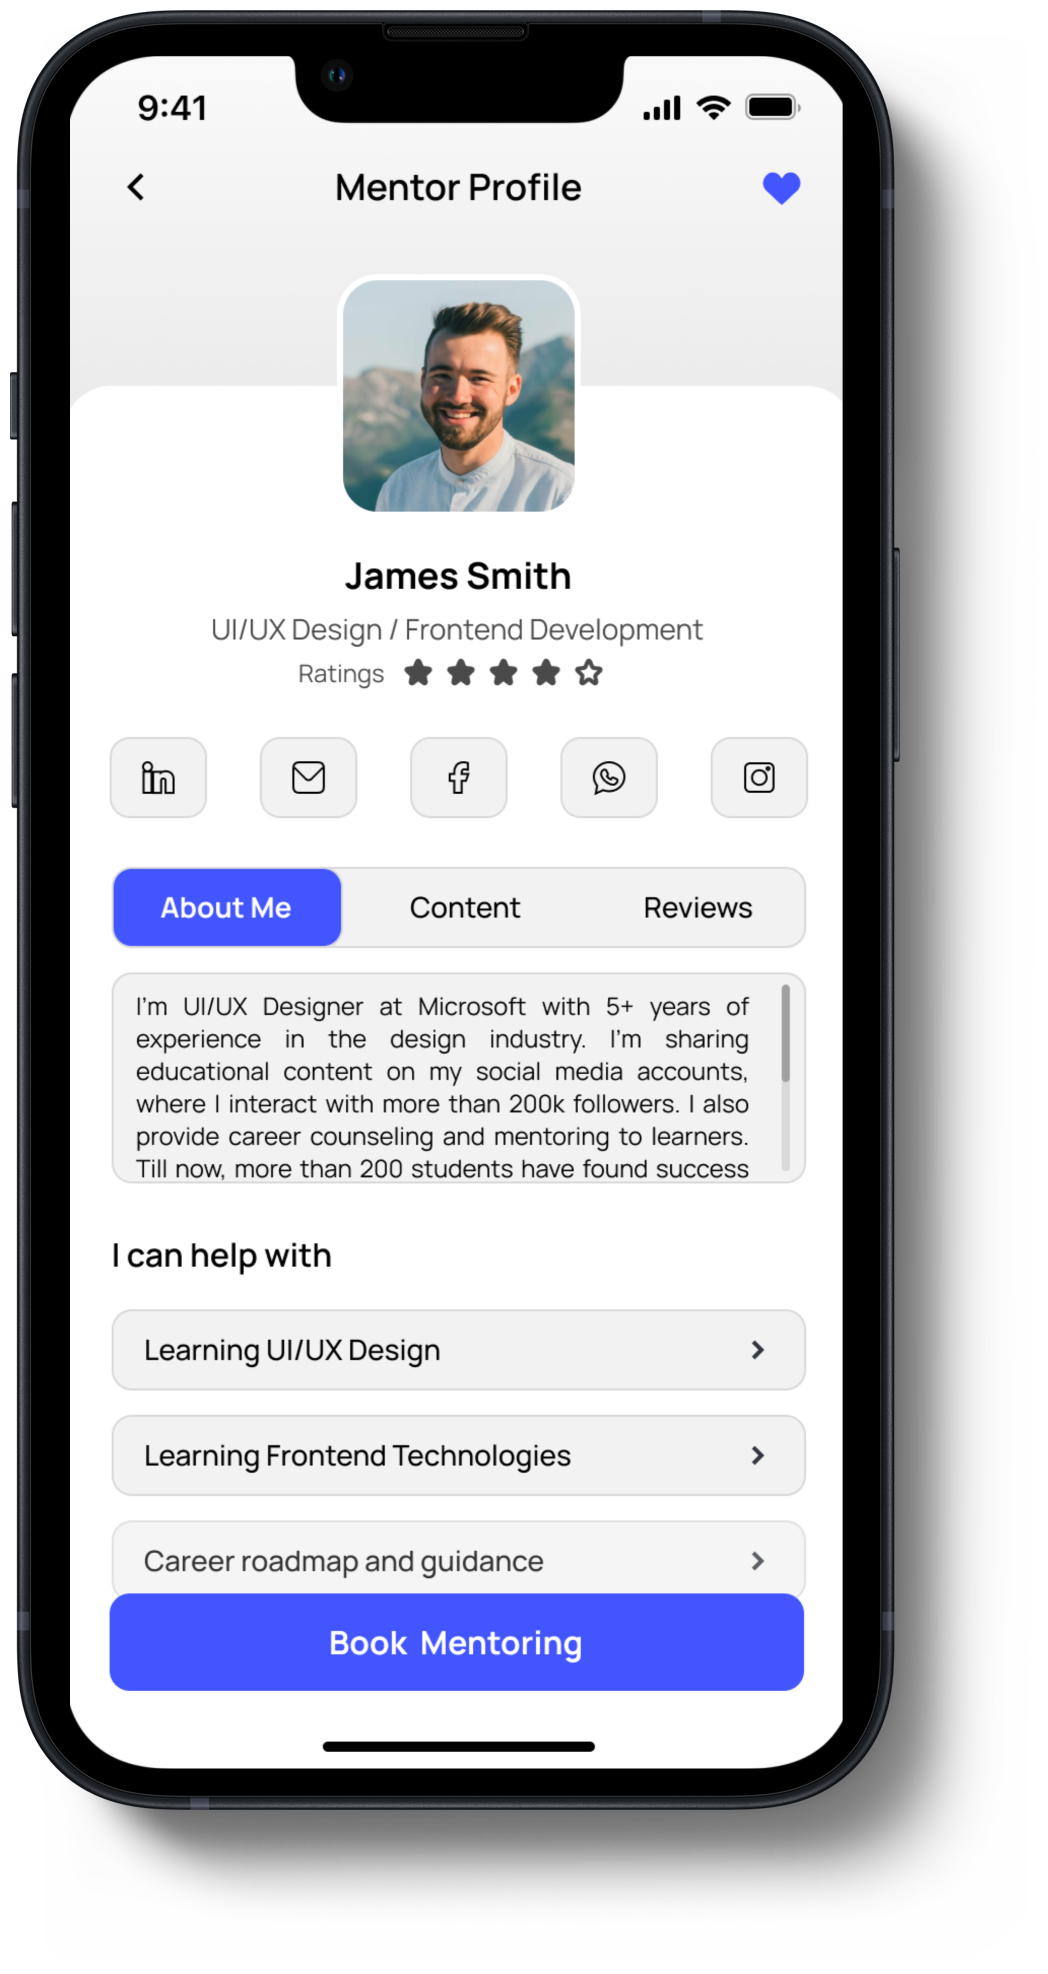 9:41
Mentor Profile
James Smith
UI/UX Design / Frontend Development
Ratings
in
About Me
Content
Reviews
I'm UI/UX Designer at Microsoft with 5+ years of
experience in the design industry. I'm sharing
educational content on my social media accounts,
where I interact with more than 200k followers. I also
provide career counseling and mentoring to learners.
Till now, more than 200 students have found success
I can help with
Learning UI/UX Design
Learning Frontend Technologies
Career roadmap and guidance
Book Mentoring